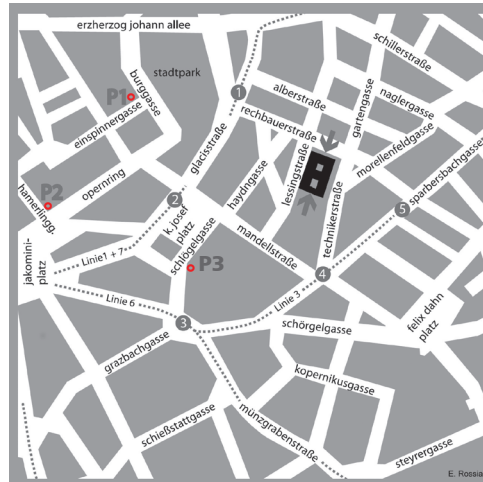 erzherzog johann allee
stadtpark
burggasse
P1
einspinnergasse
schillerstraße
alberstraße
naglergasse
gartengasse
1
rechbauerstraße
glacisstraße
morellenfeldgasse
sparbersbachgasse
P2
hamerlingg.
opernring
haydngasse
lessingstraße
technikerstraße
2
5
k.josef
platz
schlögelgasse
mandellstraße
jakomini-
platz
Linie1 + 7
P3
4
Linie 6
Linie 3
3
schörgelgasse
felix dahn
platz
grazbachgasse
kopernikusgasse
schießstattgasse
münzgrabenstraße
steyrergasse
E. Rossia